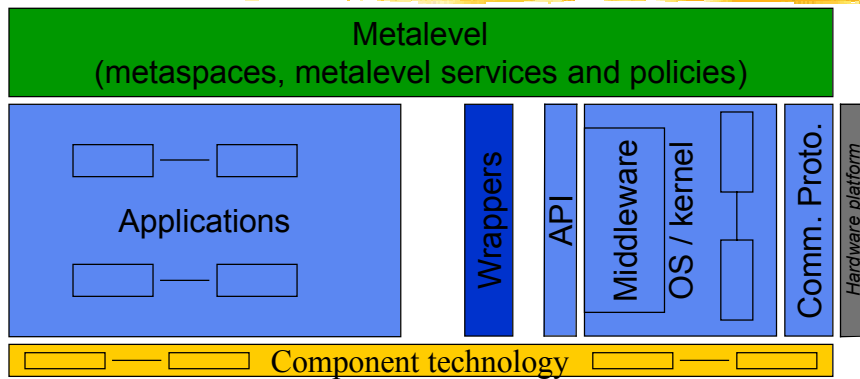 Metalevel
(metaspaces, metalevel services and policies)
Applications
Wrappers
API
Middleware
OS / kernel
Comm. Proto.
Hardware platform
Component technology